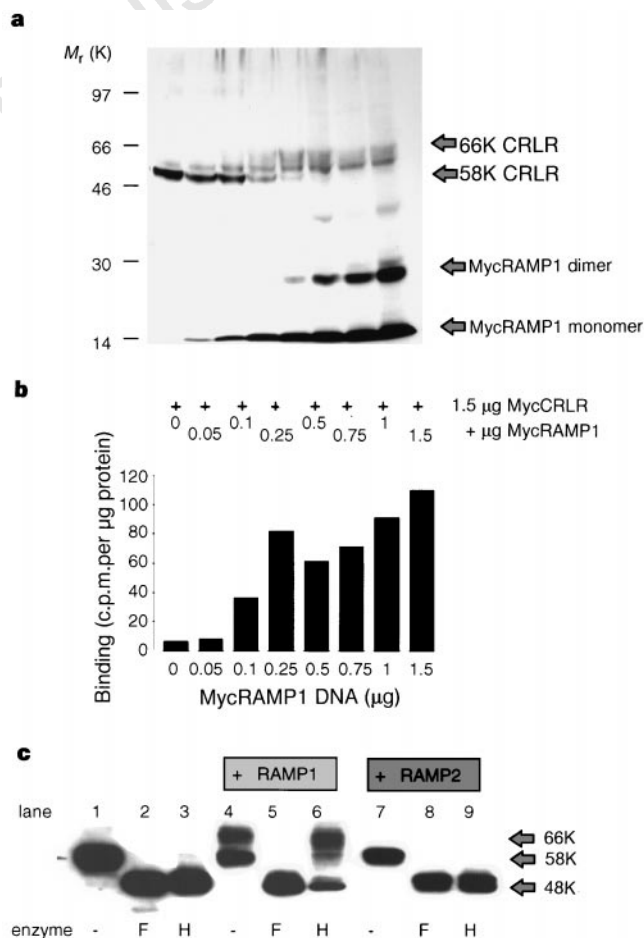 a
Mr (K)
97
66
46
30
14
66K CRLR
58K CRLR
MycRAMP1 dimer
MycRAMP1 monomer
b
+ + + + + + + + 1.5 µg MycCRLR
0 0.05 0.1 0.25 0.5 0.75 1 1.5 + µg MycRAMP1
Binding (c.p.m.per µg protein)
120
100
80
60
40
20
0
0 0.05 0.1 0.25 0.5 0.75 1 1.5
MycRAMP1 DNA (µg)
c
+ RAMP1 + RAMP2
lane 1 2 3 4 5 6 7 8 9
66K
58K
48K
enzyme - F H - F H - F H